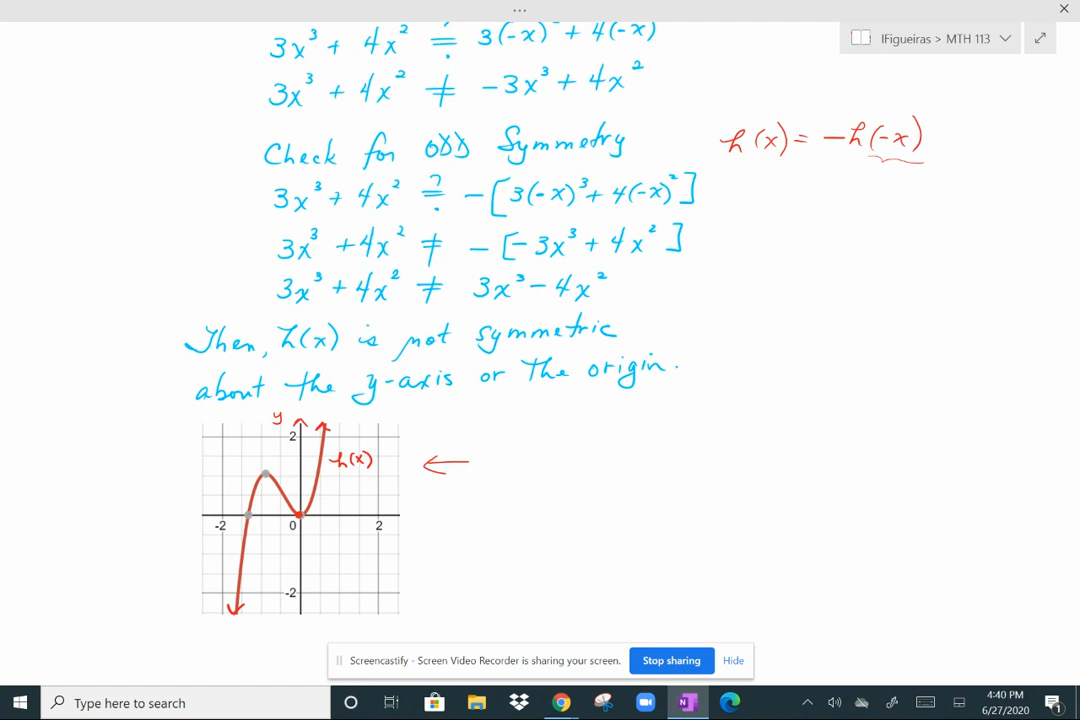 ...
IFigueiras > MTH 113
3x³ + 4x² ≟ 3(-x)³ + 4(-x)
3x³ + 4x² ≠ -3x³ + 4x²
h(x) = -h(-x)
Check for ODD Symmetry
3x³ + 4x² ≟ -[3(-x)³ + 4(-x)²]
3x³ + 4x² ≠ -[-3x³ + 4x²]
3x³ + 4x² ≠ 3x³ - 4x²
Then, h(x) is not symmetric
about the y-axis or the origin.
y
2
h(x)
-2 0 2
-2
Screencastify - Screen Video Recorder is sharing your screen. Stop sharing Hide
Type here to search
4:40 PM
6/27/2020
1